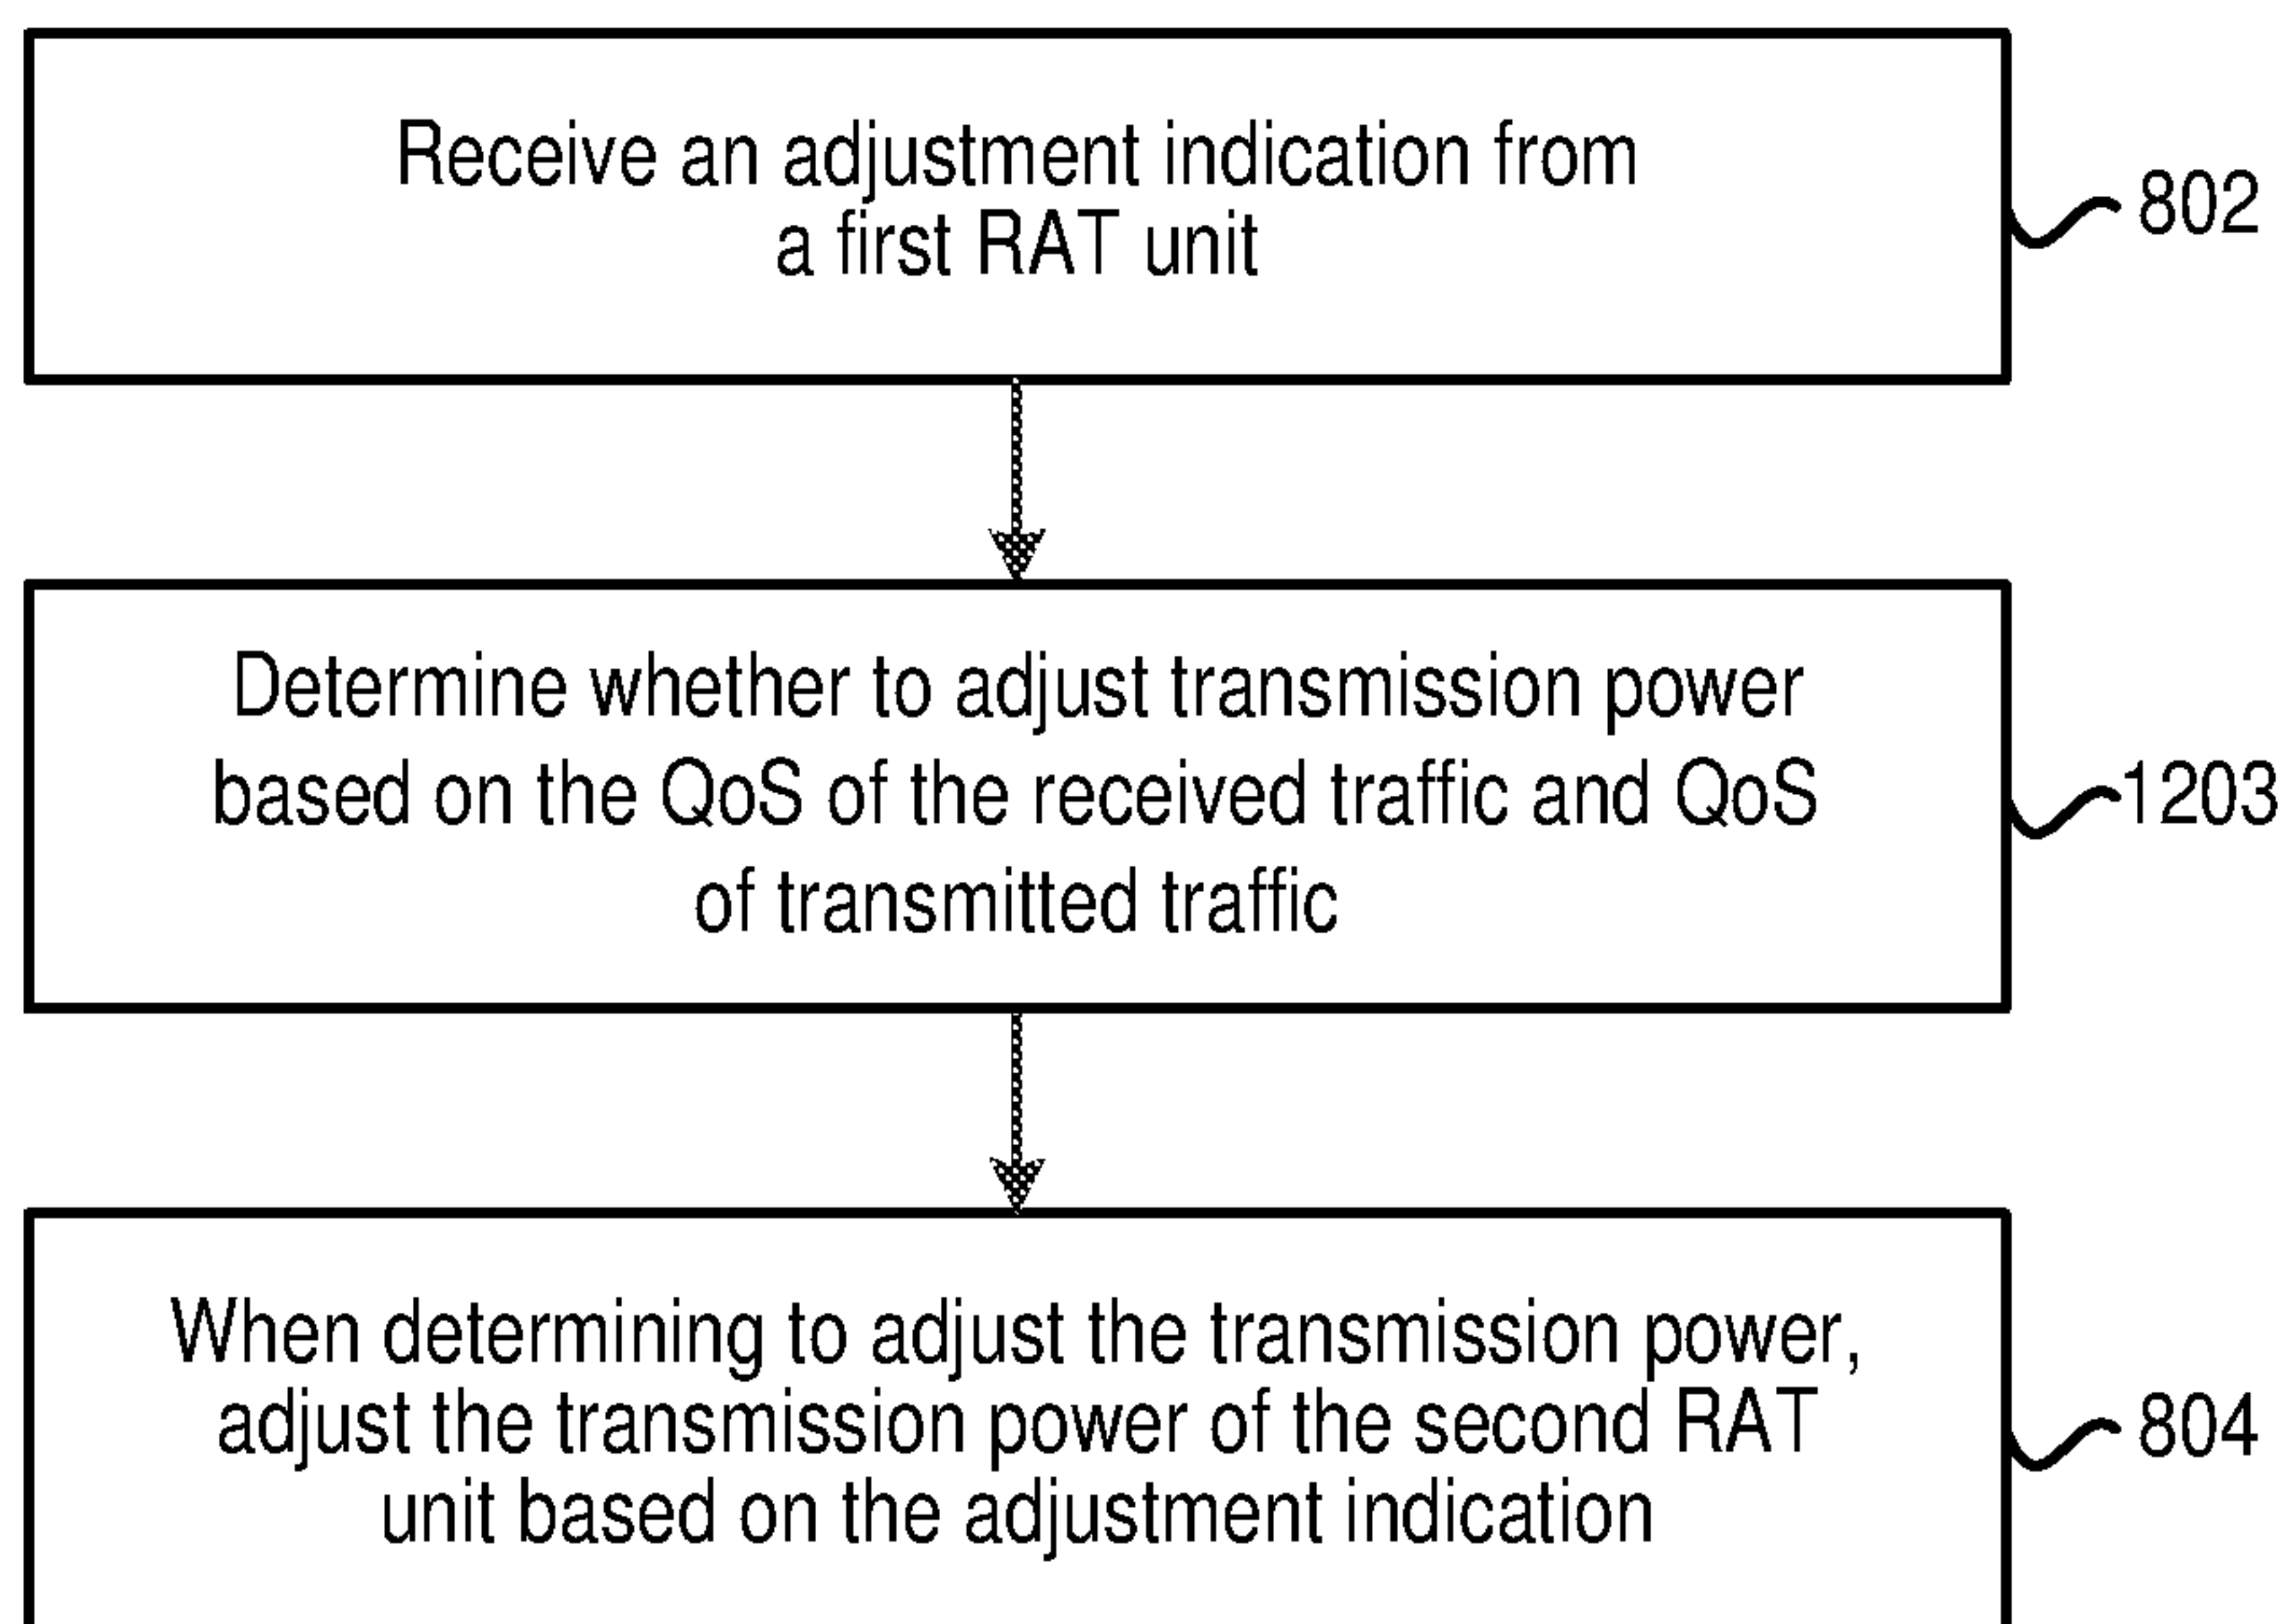 Receive an adjustment indication from
a first RAT unit
802
Determine whether to adjust transmission power
based on the QoS of the received traffic and QoS
of transmitted traffic
1203
When determining to adjust the transmission power,
adjust the transmission power of the second RAT
unit based on the adjustment indication
804